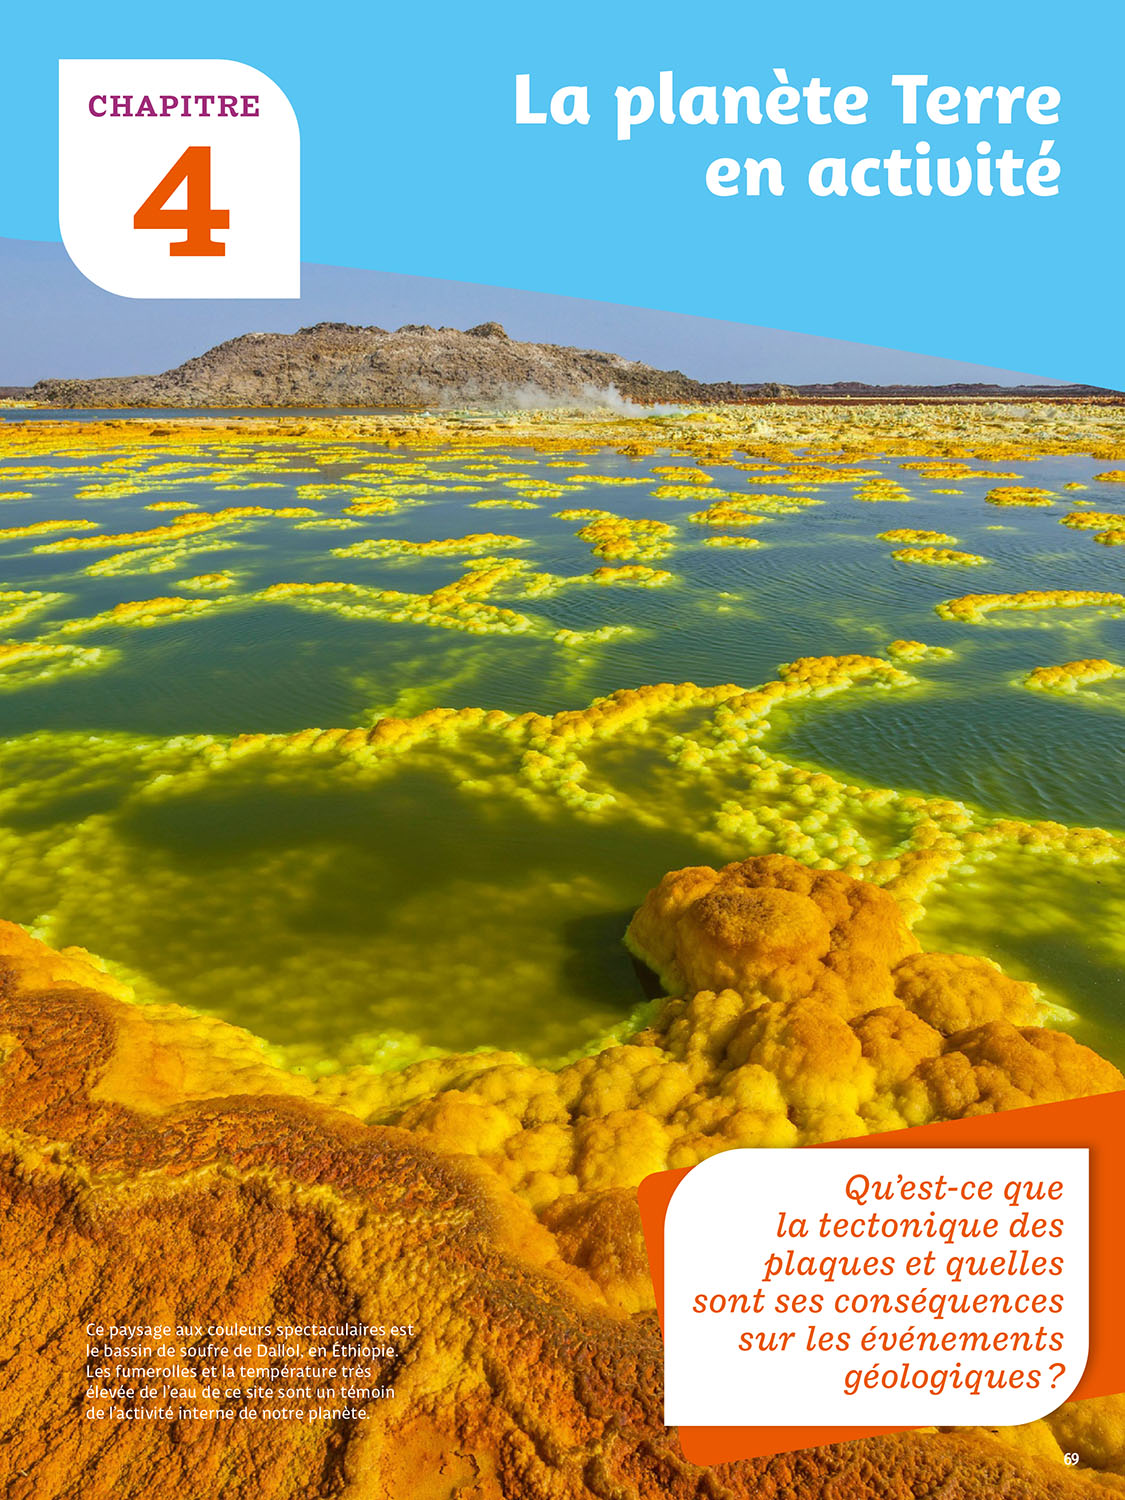 CHAPITRE
4
La planète Terre
en activité
Qu'est-ce que
la tectonique des
plaques et quelles
sont ses conséquences
sur les événements
géologiques ?
Ce paysage aux couleurs spectaculaires est
le bassin de soufre de Dallol, en Éthiopie.
Les fumerolles et la température très
élevée de l'eau de ce site sont un témoin
de l'activité interne de notre planète.
69